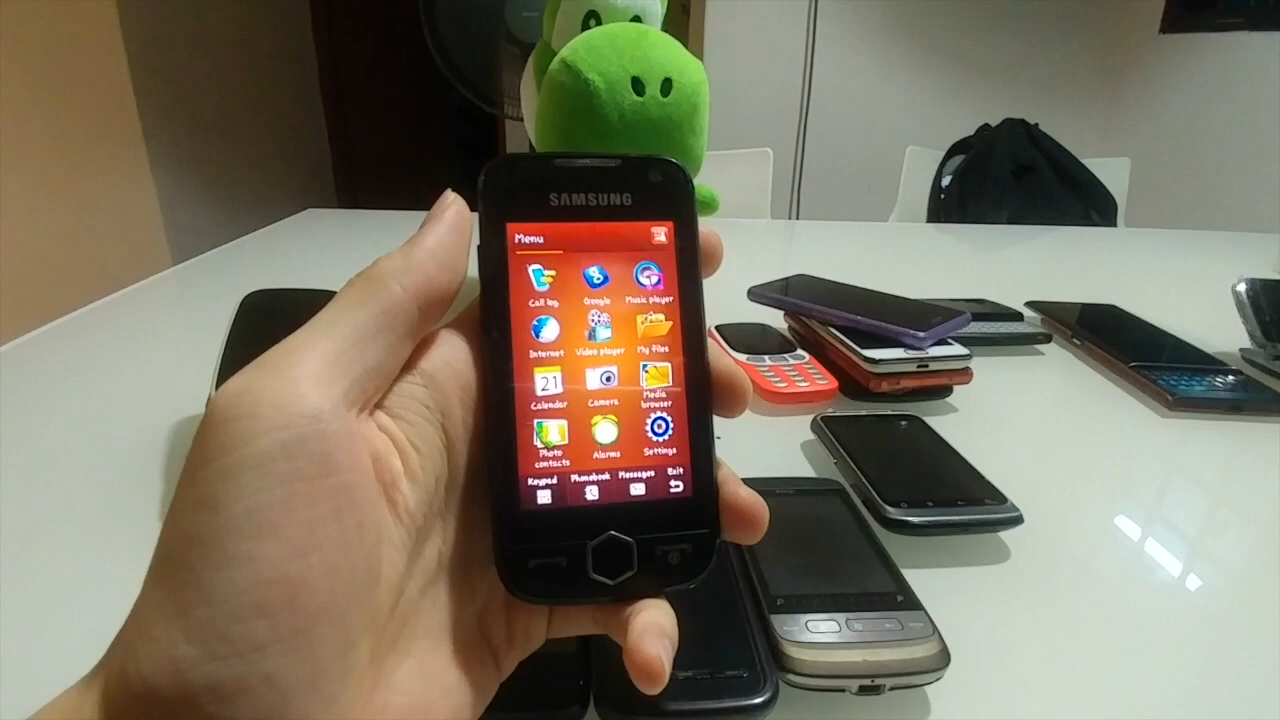 SAMSUNG
Menu
Call log
Google
Music player
Internet
Video player
My files
21
Calendar
Camera
Media
browser
Photo
contacts
Alarms
Settings
Keypad
Phonebook
Messages
Exit